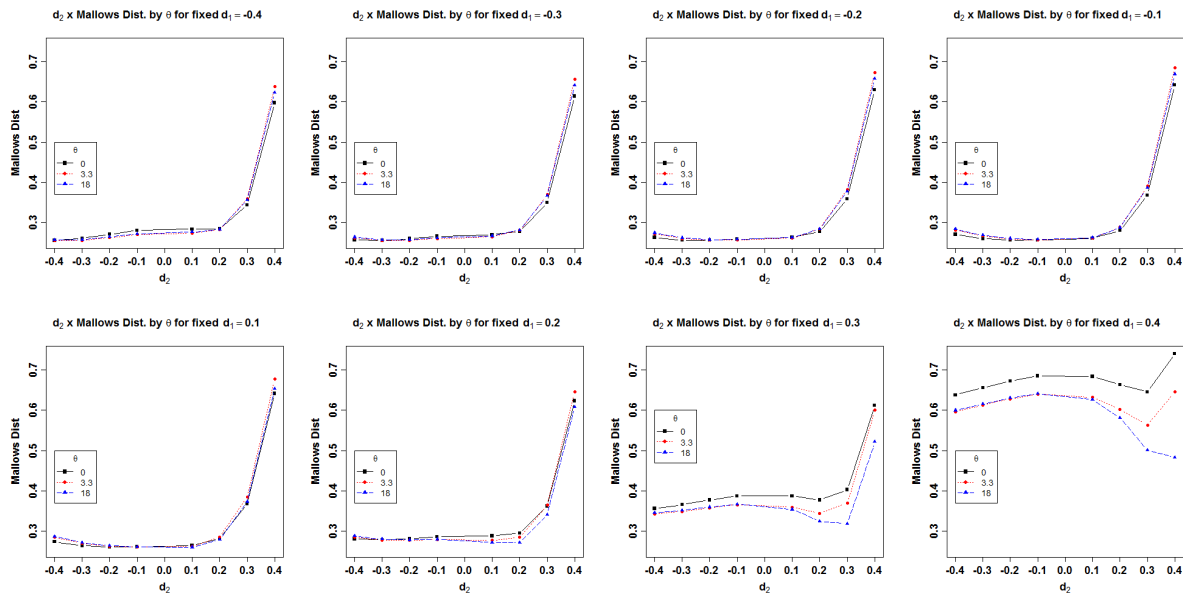 d₂ x Mallows Dist. by θ for fixed d₁ = -0.4
0.7
0.6
0.5
0.4
0.3
Mallows Dist
θ
0
3.3
18
-0.4 -0.3 -0.2 -0.1 0.0 0.1 0.2 0.3 0.4
d₂
d₂ x Mallows Dist. by θ for fixed d₁ = -0.3
0.7
0.6
0.5
0.4
0.3
Mallows Dist
θ
0
3.3
18
-0.4 -0.3 -0.2 -0.1 0.0 0.1 0.2 0.3 0.4
d₂
d₂ x Mallows Dist. by θ for fixed d₁ = -0.2
0.7
0.6
0.5
0.4
0.3
Mallows Dist
θ
0
3.3
18
-0.4 -0.3 -0.2 -0.1 0.0 0.1 0.2 0.3 0.4
d₂
d₂ x Mallows Dist. by θ for fixed d₁ = -0.1
0.7
0.6
0.5
0.4
0.3
Mallows Dist
θ
0
3.3
18
-0.4 -0.3 -0.2 -0.1 0.0 0.1 0.2 0.3 0.4
d₂
d₂ x Mallows Dist. by θ for fixed d₁ = 0.1
0.7
0.6
0.5
0.4
0.3
Mallows Dist
θ
0
3.3
18
-0.4 -0.3 -0.2 -0.1 0.0 0.1 0.2 0.3 0.4
d₂
d₂ x Mallows Dist. by θ for fixed d₁ = 0.2
0.7
0.6
0.5
0.4
0.3
Mallows Dist
θ
0
3.3
18
-0.4 -0.3 -0.2 -0.1 0.0 0.1 0.2 0.3 0.4
d₂
d₂ x Mallows Dist. by θ for fixed d₁ = 0.3
0.7
0.6
0.5
0.4
0.3
Mallows Dist
θ
0
3.3
18
-0.4 -0.3 -0.2 -0.1 0.0 0.1 0.2 0.3 0.4
d₂
d₂ x Mallows Dist. by θ for fixed d₁ = 0.4
0.7
0.6
0.5
0.4
0.3
Mallows Dist
θ
0
3.3
18
-0.4 -0.3 -0.2 -0.1 0.0 0.1 0.2 0.3 0.4
d₂